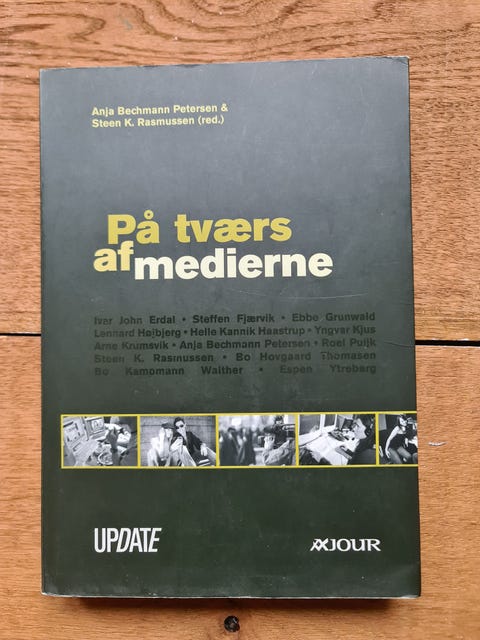 Anja Bechmann Petersen &
Steen K. Rasmussen (red.)
På tværs
af medierne
Ivar John Erdal • Steffen Fjærvik • Ebbe Grunwald
Lennard Højbjerg • Helle Kannik Haastrup • Yngvar Kjus
Arne Krumsvik • Anja Bechmann Petersen • Roel Puijk
Steen K. Rasmussen • Bo Hovgaard Thomasen
Bo Kampmann Walther • Espen Ytreberg
UPDATE
AJOUR